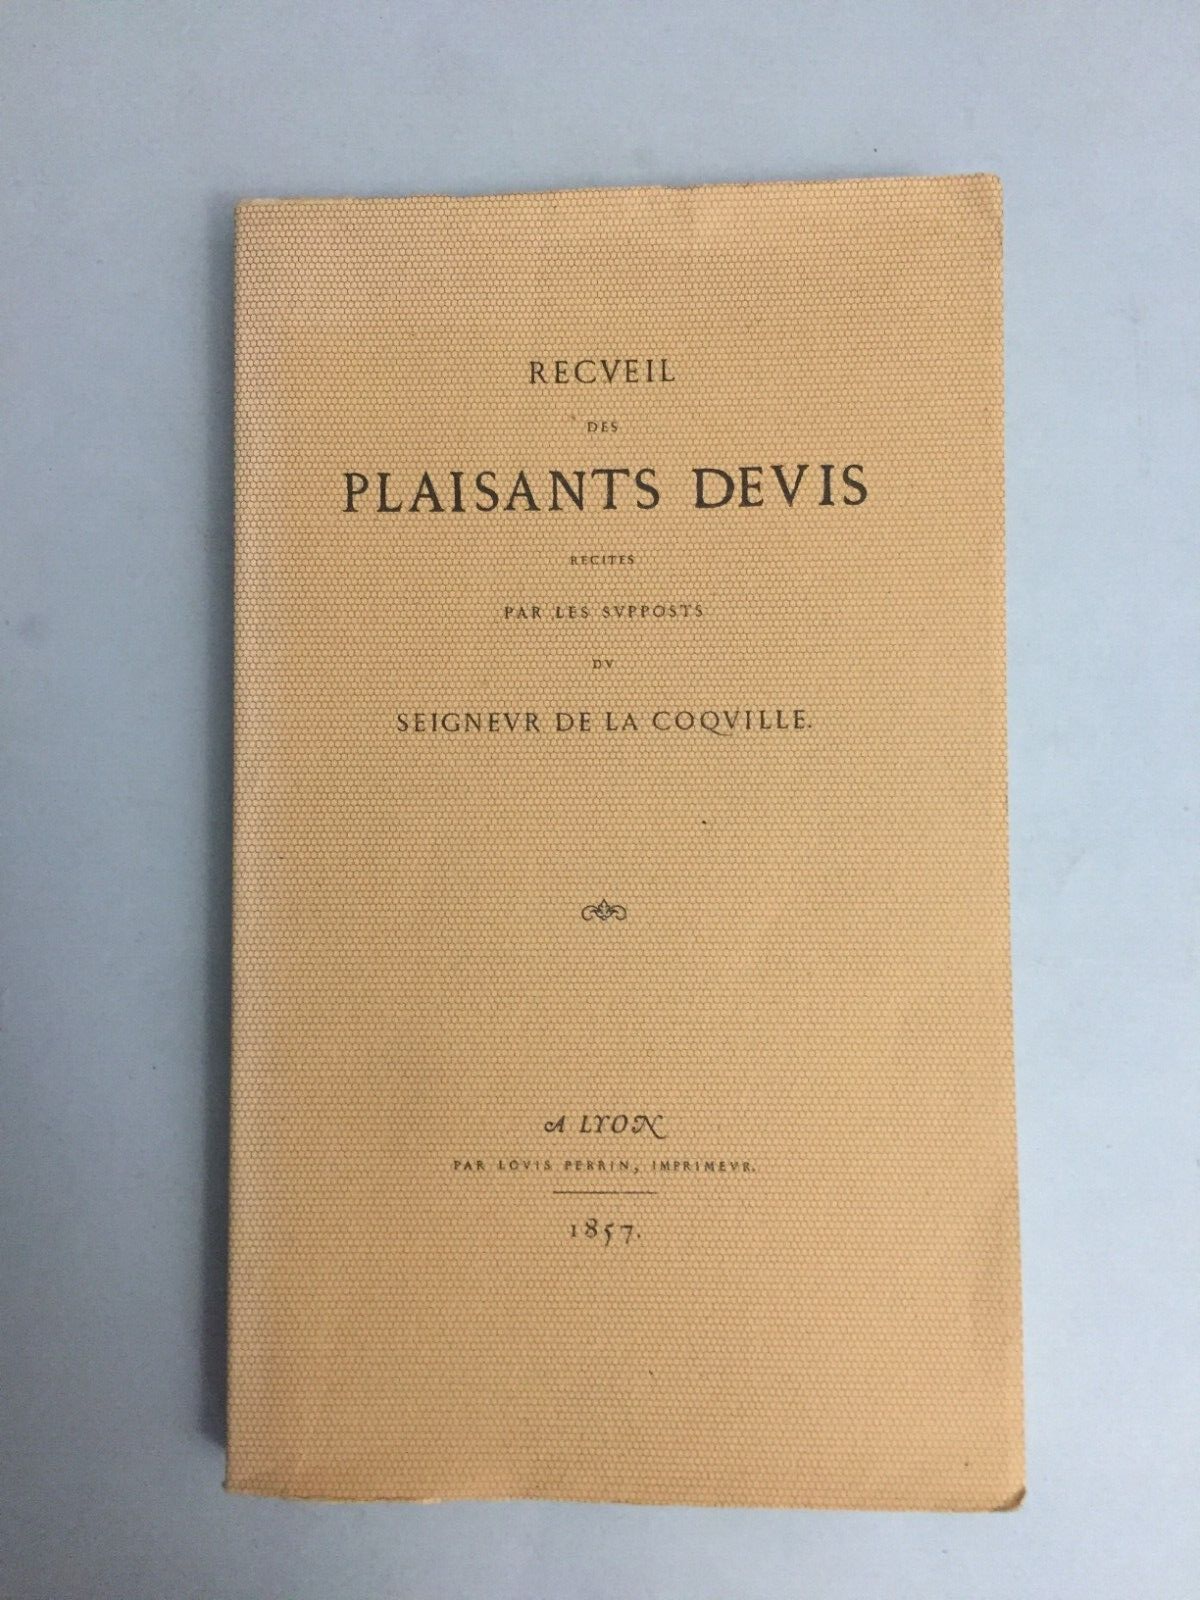 RECVEIL
DES
PLAISANTS DEVIS
RECITES
PAR LES SVPPOSTS
DV
SEIGNEVR DE LA COQVILLE.
A LYON
PAR LOVIS PERRIN, IMPRIMEVR.
1857.